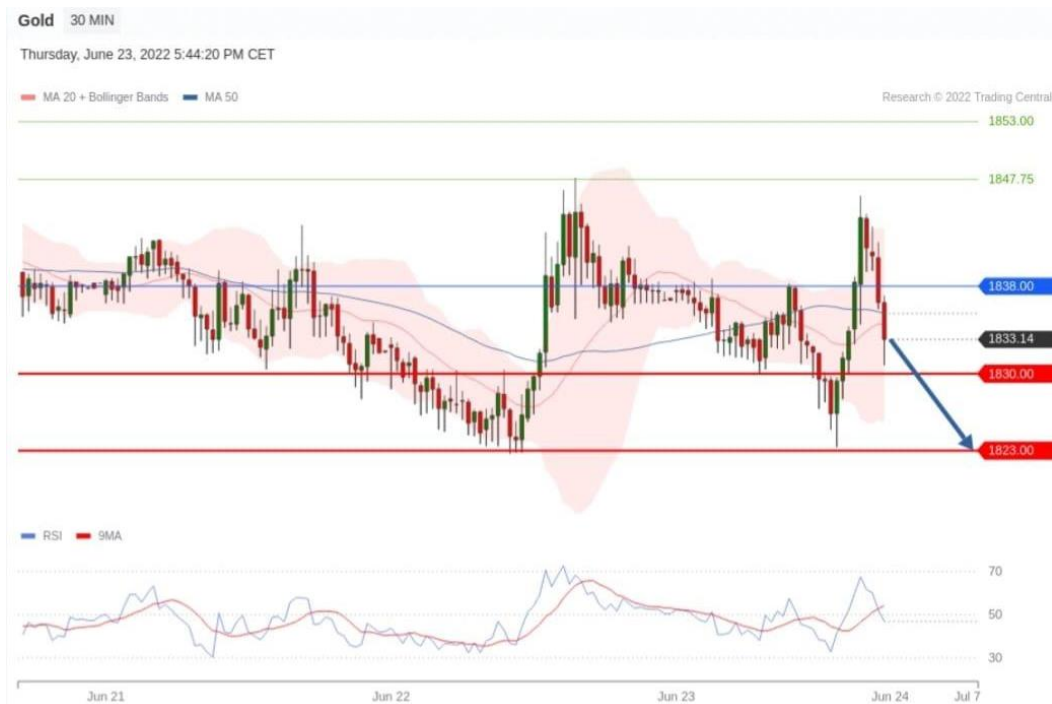 Gold 30 MIN
Thursday, June 23, 2022 5:44:20 PM CET
MA 20 + Bollinger Bands MA 50
Research © 2022 Trading Central
1853.00
1847.75
1838.00
1833.14
1830.00
1823.00
RSI 9MA
70
50
30
Jun 21 Jun 22 Jun 23 Jun 24 Jul 7